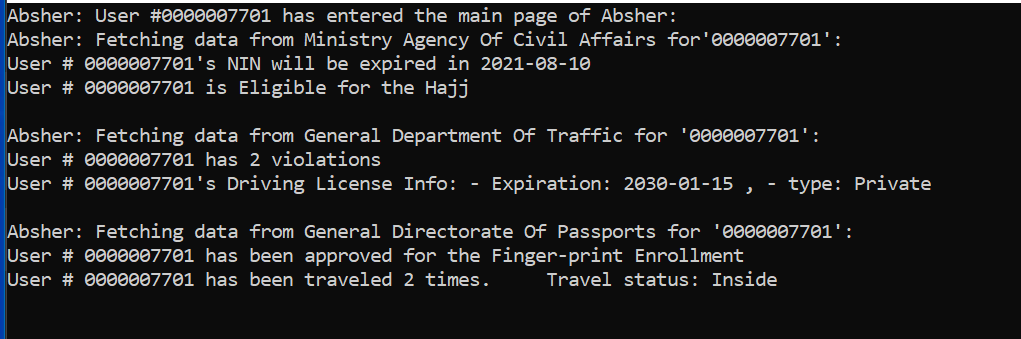 Absher: User #0000007701 has entered the main page of Absher:
Absher: Fetching data from Ministry Agency Of Civil Affairs for'0000007701':
User # 0000007701's NIN will be expired in 2021-08-10
User # 0000007701 is Eligible for the Hajj
Absher: Fetching data from General Department Of Traffic for '0000007701':
User # 0000007701 has 2 violations
User # 0000007701's Driving License Info: - Expiration: 2030-01-15 , - type: Private
Absher: Fetching data from General Directorate Of Passports for '0000007701':
User # 0000007701 has been approved for the Finger-print Enrollment
User # 0000007701 has been traveled 2 times.     Travel status: Inside